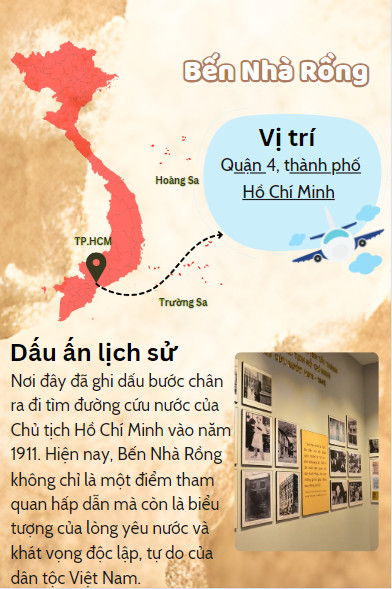 Bến Nhà Rồng
Vị trí
Quận 4, thành phố
Hồ Chí Minh
Hoàng Sa
TP.HCM
Trường Sa
Dấu ấn lịch sử
Nơi đây đã ghi dấu bước chân
ra đi tìm đường cứu nước của
Chủ tịch Hồ Chí Minh vào năm
1911. Hiện nay, Bến Nhà Rồng
không chỉ là một điểm tham
quan hấp dẫn mà còn là biểu
tượng của lòng yêu nước và
khát vọng độc lập, tự do của
dân tộc Việt Nam.